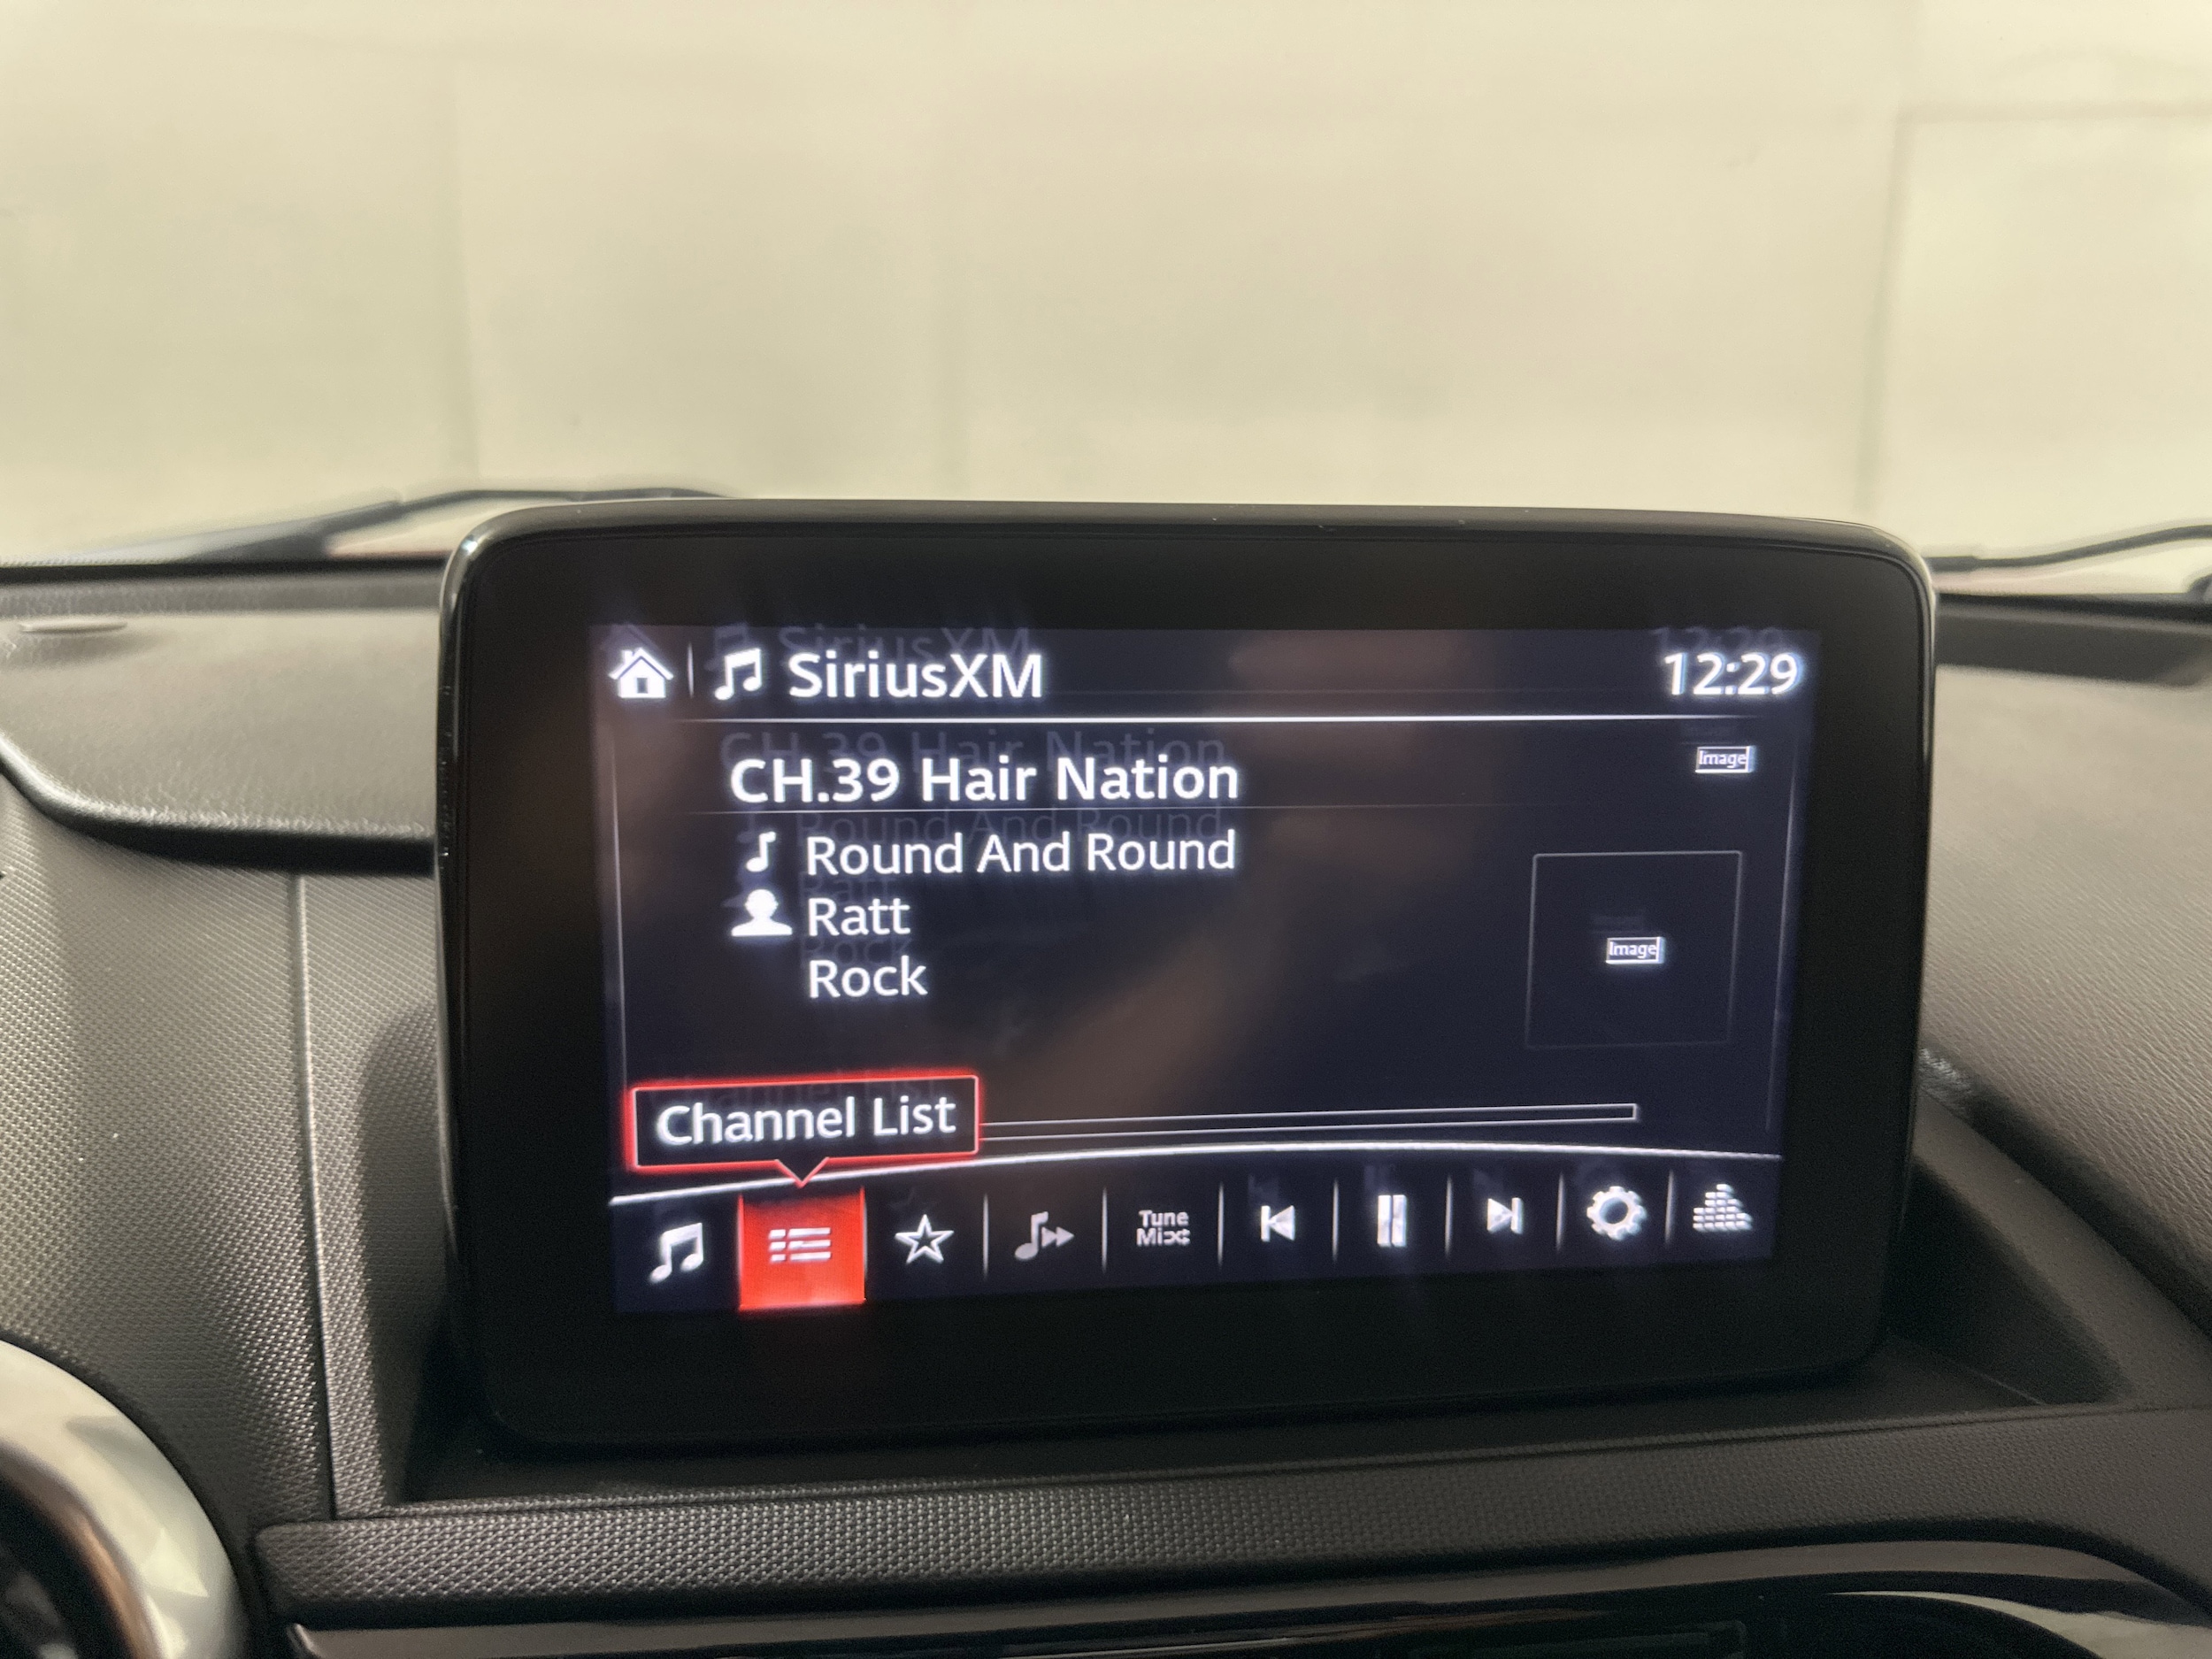 SiriusXM
12:29
CH.39 Hair Nation
Image
Round And Round
Ratt
Image
Rock
Channel List
Tune
Mix